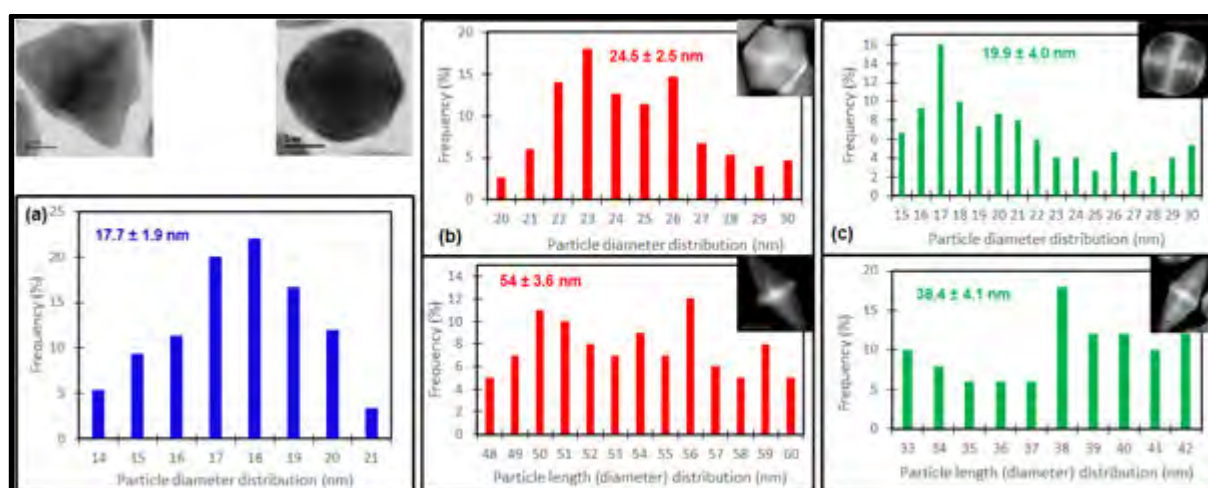 (a)
17.7 ± 1.9 nm
Frequency (%)
25
20
15
10
5
0
14 15 16 17 18 19 20 21
Particle diameter distribution (nm)
(b)
24.5 ± 2.5 nm
Frequency (%)
20
15
10
5
0
20 21 22 23 24 25 26 27 28 29 30
Particle diameter distribution (nm)
54 ± 3.6 nm
Frequency (%)
14
12
10
8
6
4
2
0
48 49 50 51 52 53 54 55 56 57 58 59 60
Particle length (diameter) distribution (nm)
(c)
19.9 ± 4.0 nm
Frequency (%)
16
14
12
10
8
6
4
2
0
15 16 17 18 19 20 21 22 23 24 25 26 27 28 29 30
Particle diameter distribution (nm)
38.4 ± 4.1 nm
Frequency (%)
20
15
10
5
0
33 34 35 36 37 38 39 40 41 42
Particle length (diameter) distribution (nm)